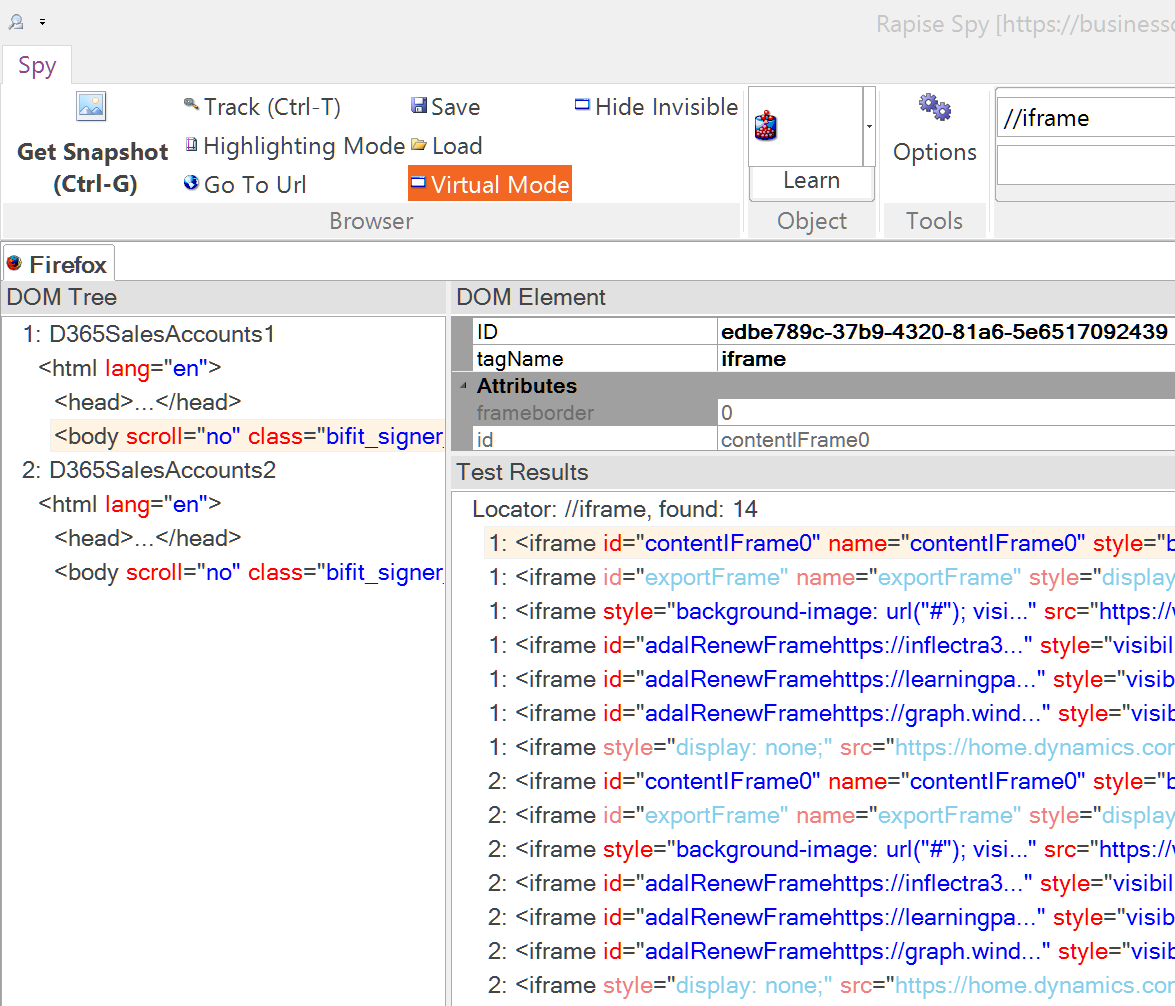 Rapise Spy [https://business
Spy
Get Snapshot (Ctrl-G)
Track (Ctrl-T)
Highlighting Mode
Go To Url
Save
Load
Virtual Mode
Hide Invisible
Browser
Learn
Object
Options
Tools
//iframe
Firefox
DOM Tree
1: D365SalesAccounts1
<html lang="en">
<head>...</head>
<body scroll="no" class="bifit_signer_
2: D365SalesAccounts2
<html lang="en">
<head>...</head>
<body scroll="no" class="bifit_signer_
DOM Element
ID edbe789c-37b9-4320-81a6-5e6517092439
tagName iframe
Attributes
frameborder 0
id contentIFrame0
Test Results
Locator: //iframe, found: 14
1: <iframe id="contentIFrame0" name="contentIFrame0" style="b
1: <iframe id="exportFrame" name="exportFrame" style="display
1: <iframe style="background-image: url("#"); visi..." src="https://
1: <iframe id="adalRenewFramehttps://inflectra3..." style="visibil
1: <iframe id="adalRenewFramehttps://learningpa..." style="visib
1: <iframe id="adalRenewFramehttps://graph.wind..." style="visib
1: <iframe style="display: none;" src="https://home.dynamics.co
2: <iframe id="contentIFrame0" name="contentIFrame0" style="b
2: <iframe id="exportFrame" name="exportFrame" style="display
2: <iframe style="background-image: url("#"); visi..." src="https://
2: <iframe id="adalRenewFramehttps://inflectra3..." style="visibil
2: <iframe id="adalRenewFramehttps://learningpa..." style="visib
2: <iframe id="adalRenewFramehttps://graph.wind..." style="visib
2: <iframe style="display: none;" src="https://home.dynamics.co